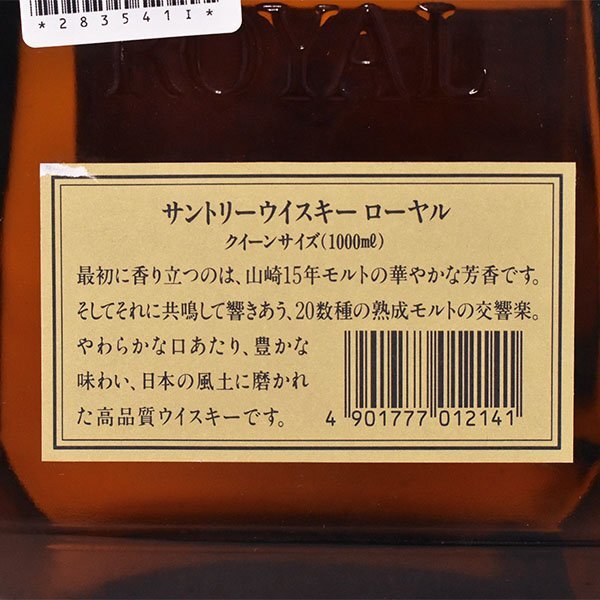 *283541I*
ROYAL
サントリーウイスキー ローヤル
クイーンサイズ(1000㎖)
最初に香り立つのは、山崎15年モルトの華やかな芳香です。
そしてそれに共鳴して響きあう、20数種の熟成モルトの交響楽。
やわらかな口あたり、豊かな
味わい、日本の風土に磨かれ
た高品質ウイスキーです。
4 901777 012141